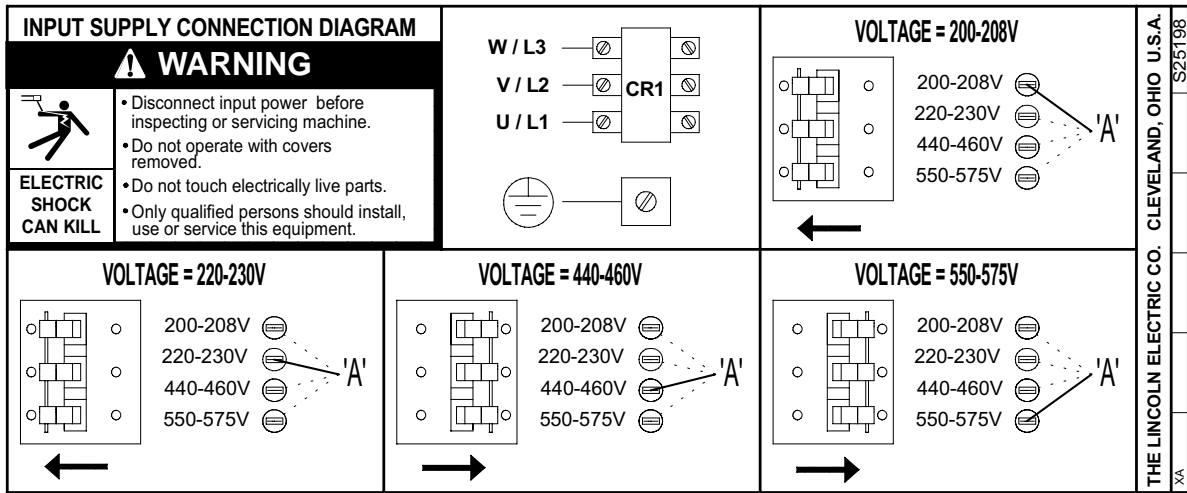 INPUT SUPPLY CONNECTION DIAGRAM
WARNING
• Disconnect input power before
inspecting or servicing machine.
• Do not operate with covers
removed.
• Do not touch electrically live parts.
• Only qualified persons should install,
use or service this equipment.
ELECTRIC
SHOCK
CAN KILL
W / L3
V / L2
U / L1
CR1
VOLTAGE = 200-208V
200-208V
220-230V
440-460V
550-575V
'A'
VOLTAGE = 220-230V
200-208V
220-230V
440-460V
550-575V
'A'
VOLTAGE = 440-460V
200-208V
220-230V
440-460V
550-575V
'A'
VOLTAGE = 550-575V
200-208V
220-230V
440-460V
550-575V
'A'
THE LINCOLN ELECTRIC CO. CLEVELAND, OHIO U.S.A.
S25198
XA